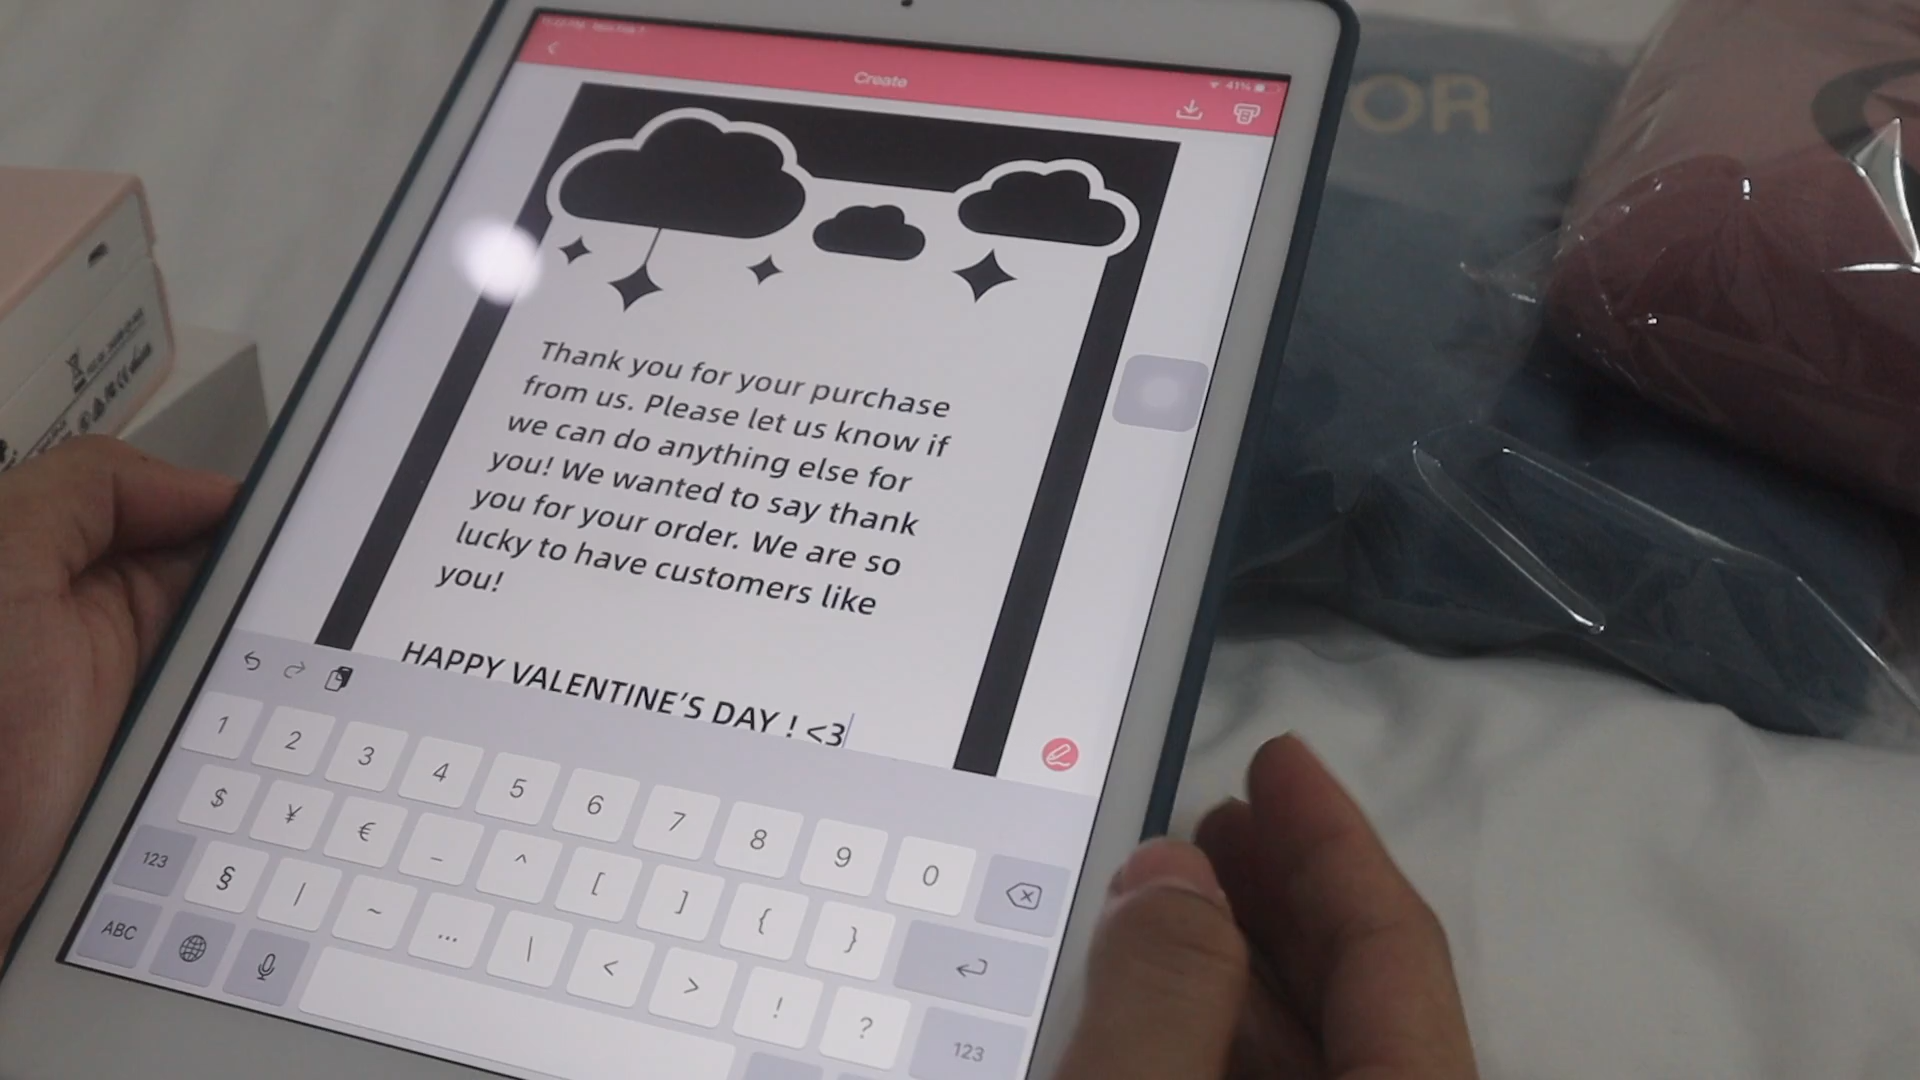 Create
41%
OR
Thank you for your purchase
from us. Please let us know if
we can do anything else for
you! We wanted to say thank
you for your order. We are so
lucky to have customers like
you!
HAPPY VALENTINE'S DAY ! <3
1 2 3 4 5 6 7 8 9 0
$ ¥ € _ ^ [ ] { }
123 § | ~ … \ < > ! ? 123
ABC